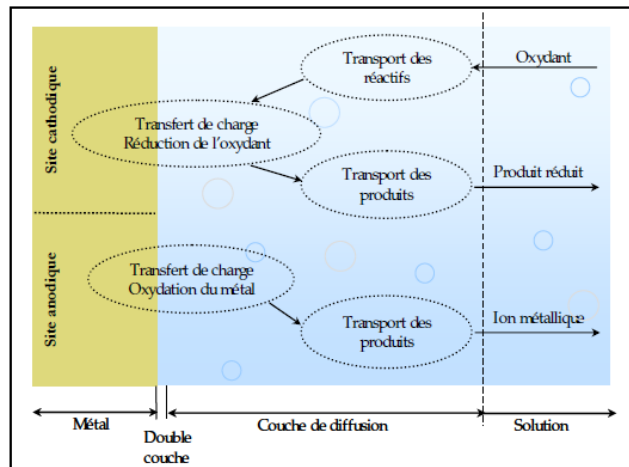 Site cathodique
Transport des
réactifs
Oxydant
Transfert de charge
Réduction de l'oxydant
Transport des
produits
Produit réduit
Site anodique
Transfert de charge
Oxydation du métal
Transport des
produits
Ion métallique
Métal
Double
couche
Couche de diffusion
Solution